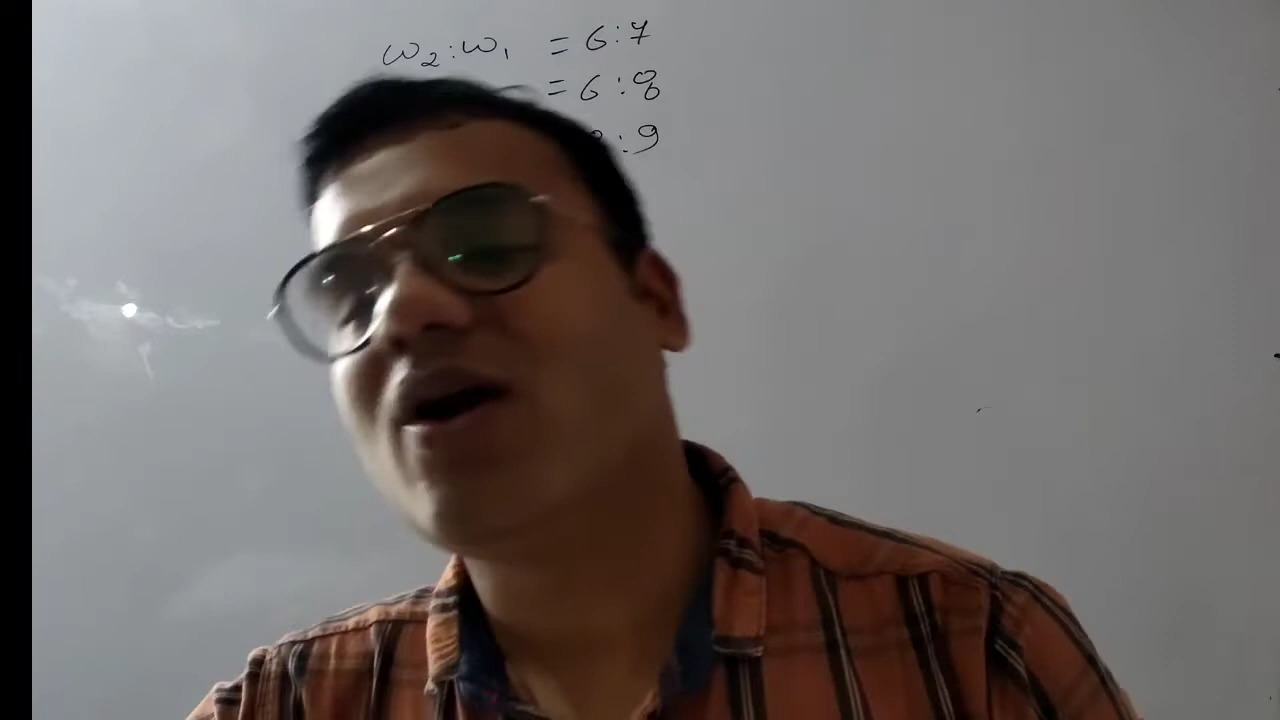 ω₂:ω₁ = 6:7
= 6:8
:9